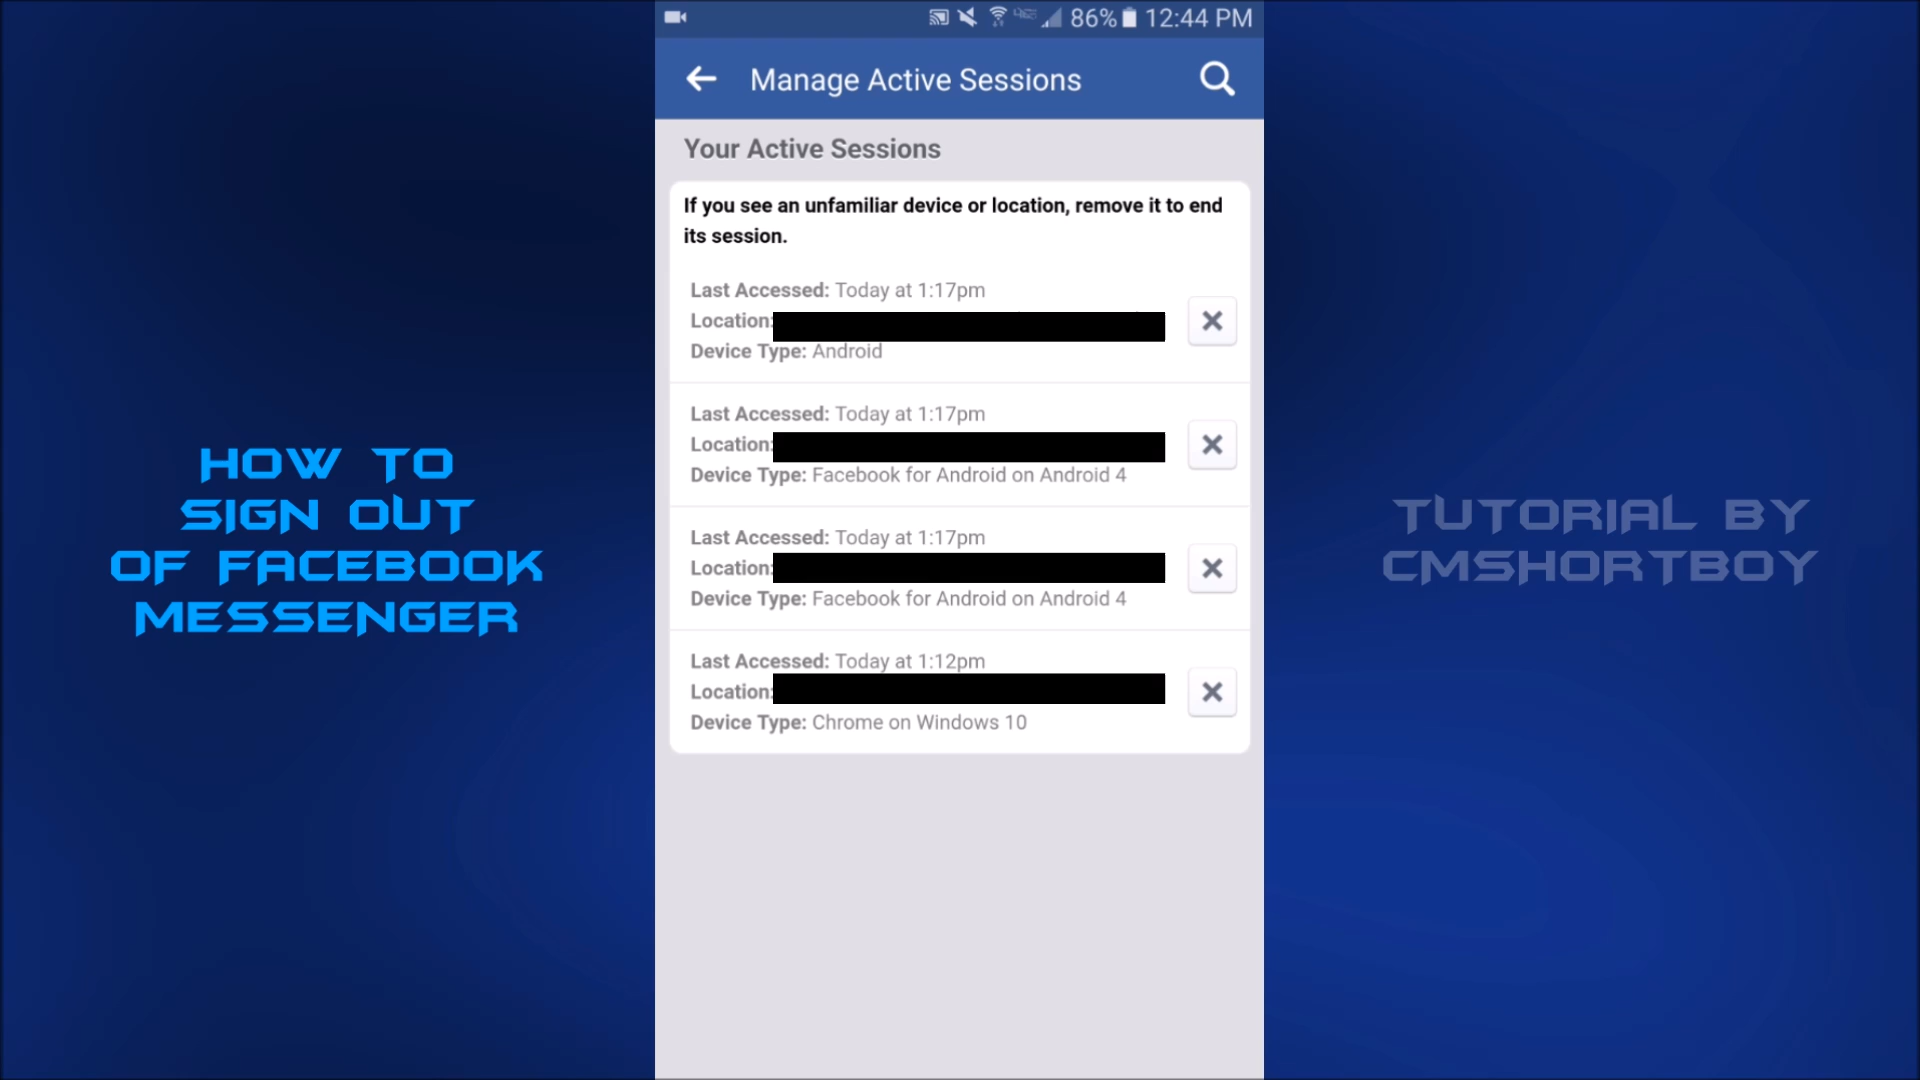 86% 12:44 PM
Manage Active Sessions
Your Active Sessions
If you see an unfamiliar device or location, remove it to end
its session.
Last Accessed: Today at 1:17pm
Location:
Device Type: Android
Last Accessed: Today at 1:17pm
Location:
Device Type: Facebook for Android on Android 4
Last Accessed: Today at 1:17pm
Location:
Device Type: Facebook for Android on Android 4
Last Accessed: Today at 1:12pm
Location:
Device Type: Chrome on Windows 10
HOW TO
SIGN OUT
OF FACEBOOK
MESSENGER
TUTORIAL BY
CMSHORTBOY